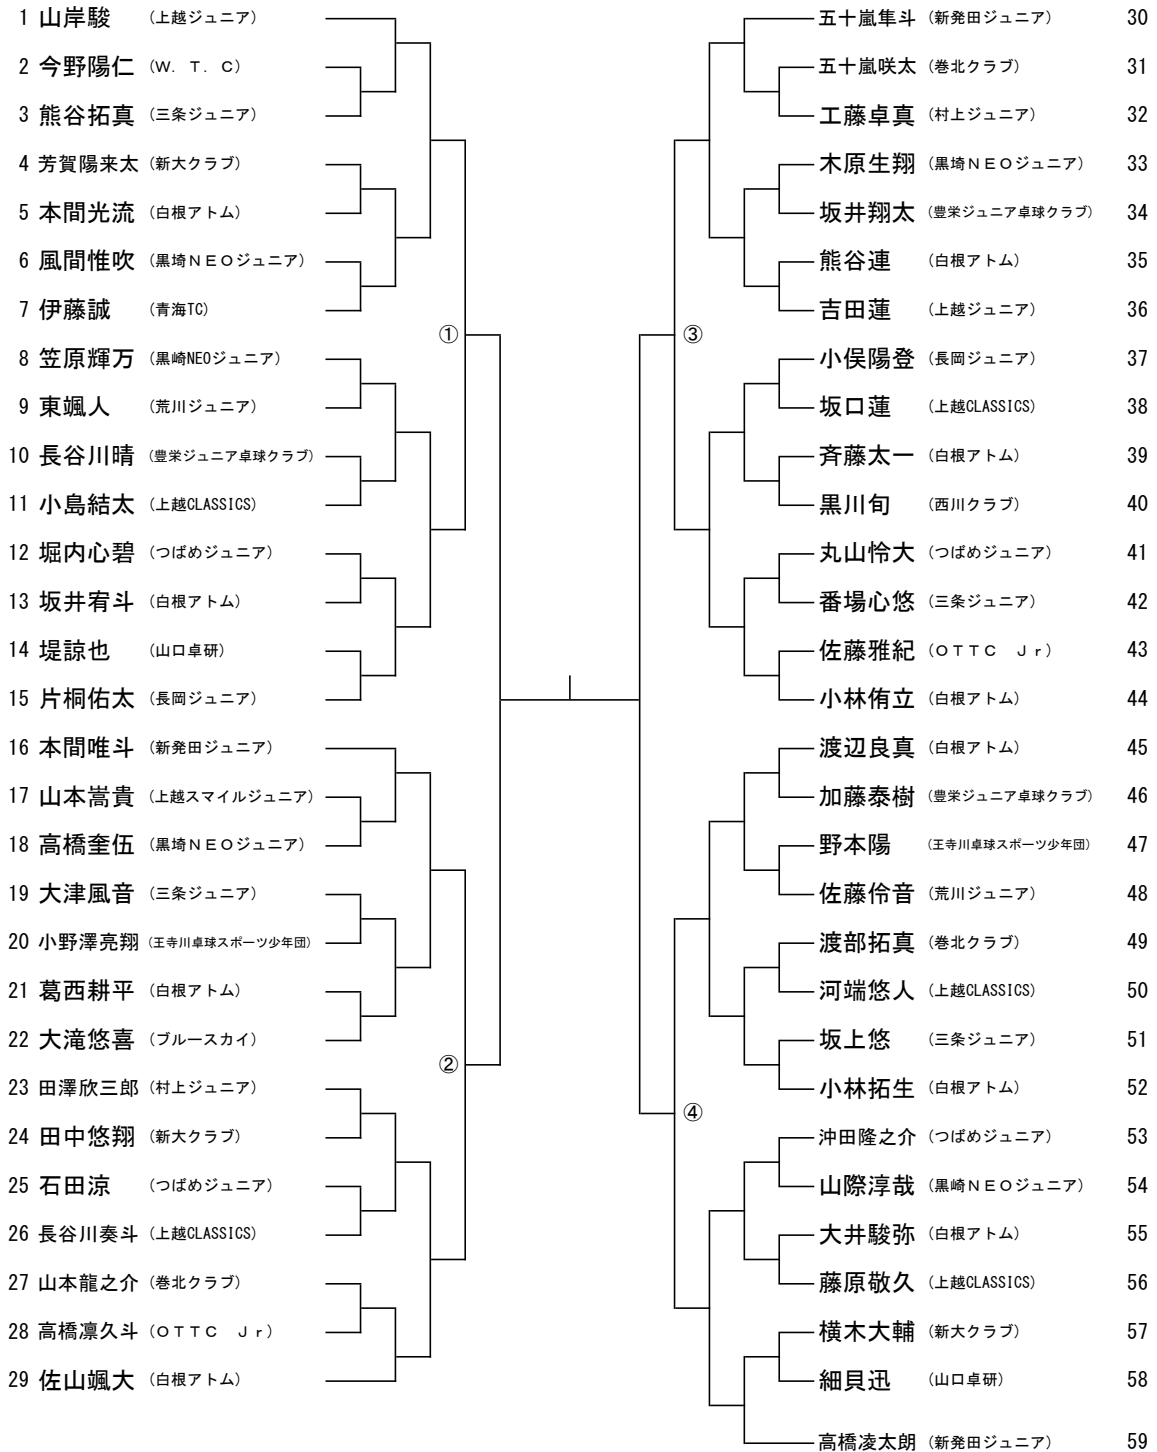 1 山岸駿 (上越ジュニア)
2 今野陽仁 (W. T. C)
3 熊谷拓真 (三条ジュニア)
4 芳賀陽来太 (新大クラブ)
5 本間光流 (白根アトム)
6 風間惟吹 (黒埼NEOジュニア)
7 伊藤誠 (青海TC)
①
8 笠原輝万 (黒崎NEOジュニア)
9 東颯人 (荒川ジュニア)
10 長谷川晴 (豊栄ジュニア卓球クラブ)
11 小島結太 (上越CLASSICS)
12 堀内心碧 (つばめジュニア)
13 坂井宥斗 (白根アトム)
14 堤諒也 (山口卓研)
15 片桐佑太 (長岡ジュニア)
16 本間唯斗 (新発田ジュニア)
17 山本嵩貴 (上越スマイルジュニア)
18 高橋奎伍 (黒埼NEOジュニア)
19 大津風音 (三条ジュニア)
20 小野澤亮翔 (王寺川卓球スポーツ少年団)
21 葛西耕平 (白根アトム)
22 大滝悠喜 (ブルースカイ)
②
23 田澤欣三郎 (村上ジュニア)
24 田中悠翔 (新大クラブ)
25 石田涼 (つばめジュニア)
26 長谷川奏斗 (上越CLASSICS)
27 山本龍之介 (巻北クラブ)
28 高橋凛久斗 (OTTC Jr)
29 佐山颯大 (白根アトム)
五十嵐隼斗 (新発田ジュニア) 30
五十嵐咲太 (巻北クラブ) 31
工藤卓真 (村上ジュニア) 32
木原生翔 (黒埼NEOジュニア) 33
坂井翔太 (豊栄ジュニア卓球クラブ) 34
熊谷連 (白根アトム) 35
吉田蓮 (上越ジュニア) 36
③
小俣陽登 (長岡ジュニア) 37
坂口蓮 (上越CLASSICS) 38
斉藤太一 (白根アトム) 39
黒川旬 (西川クラブ) 40
丸山怜大 (つばめジュニア) 41
番場心悠 (三条ジュニア) 42
佐藤雅紀 (OTTC Jr) 43
小林侑立 (白根アトム) 44
渡辺良真 (白根アトム) 45
加藤泰樹 (豊栄ジュニア卓球クラブ) 46
野本陽 (王寺川卓球スポーツ少年団) 47
佐藤伶音 (荒川ジュニア) 48
渡部拓真 (巻北クラブ) 49
河端悠人 (上越CLASSICS) 50
坂上悠 (三条ジュニア) 51
小林拓生 (白根アトム) 52
④
沖田隆之介 (つばめジュニア) 53
山際淳哉 (黒崎NEOジュニア) 54
大井駿弥 (白根アトム) 55
藤原敬久 (上越CLASSICS) 56
横木大輔 (新大クラブ) 57
細貝迅 (山口卓研) 58
高橋凌太朗 (新発田ジュニア) 59